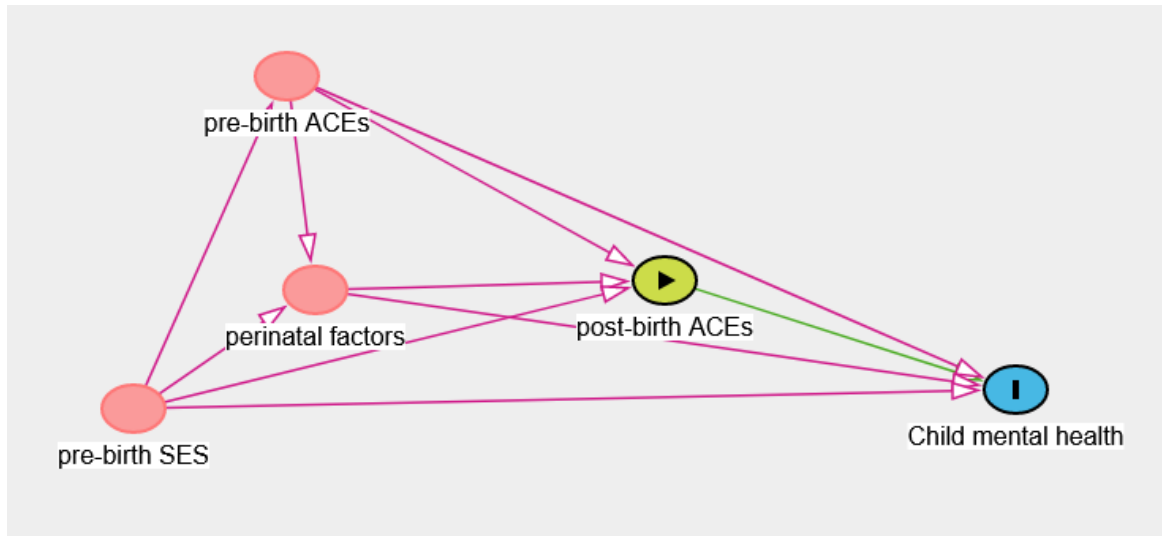 pre-birth ACEs
perinatal factors
post-birth ACEs
Child mental health
pre-birth SES